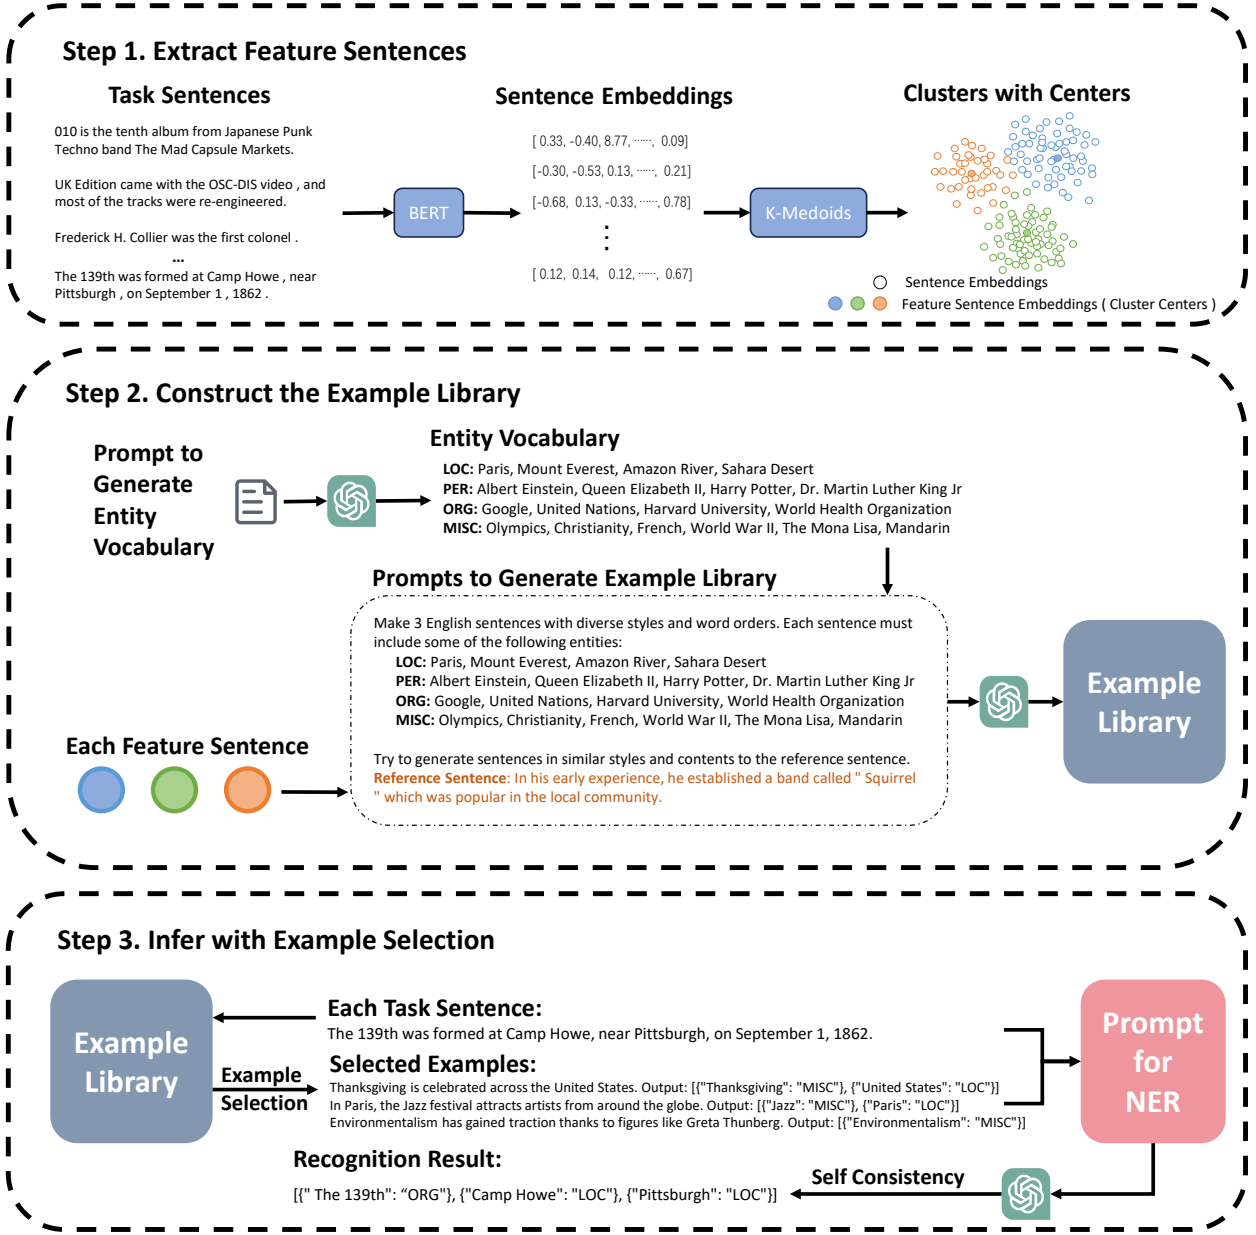 Step 1. Extract Feature Sentences
Task Sentences
010 is the tenth album from Japanese Punk
Techno band The Mad Capsule Markets.
UK Edition came with the OSC-DIS video , and
most of the tracks were re-engineered.
Frederick H. Collier was the first colonel .
...
The 139th was formed at Camp Howe , near
Pittsburgh , on September 1 , 1862 .
BERT
Sentence Embeddings
[ 0.33, -0.40, 8.77, ······, 0.09]
[-0.30, -0.53, 0.13, ······, 0.21]
[-0.68, 0.13, -0.33, ······, 0.78]
⋮
[ 0.12, 0.14, 0.12, ······, 0.67]
K-Medoids
Clusters with Centers
Sentence Embeddings
Feature Sentence Embeddings ( Cluster Centers )
Step 2. Construct the Example Library
Prompt to
Generate
Entity
Vocabulary
Entity Vocabulary
LOC: Paris, Mount Everest, Amazon River, Sahara Desert
PER: Albert Einstein, Queen Elizabeth II, Harry Potter, Dr. Martin Luther King Jr
ORG: Google, United Nations, Harvard University, World Health Organization
MISC: Olympics, Christianity, French, World War II, The Mona Lisa, Mandarin
Prompts to Generate Example Library
Make 3 English sentences with diverse styles and word orders. Each sentence must
include some of the following entities:
LOC: Paris, Mount Everest, Amazon River, Sahara Desert
PER: Albert Einstein, Queen Elizabeth II, Harry Potter, Dr. Martin Luther King Jr
ORG: Google, United Nations, Harvard University, World Health Organization
MISC: Olympics, Christianity, French, World War II, The Mona Lisa, Mandarin
Try to generate sentences in similar styles and contents to the reference sentence.
Reference Sentence: In his early experience, he established a band called " Squirrel
" which was popular in the local community.
Each Feature Sentence
Example
Library
Step 3. Infer with Example Selection
Example
Library
Example
Selection
Each Task Sentence:
The 139th was formed at Camp Howe, near Pittsburgh, on September 1, 1862.
Selected Examples:
Thanksgiving is celebrated across the United States. Output: [{"Thanksgiving": "MISC"}, {"United States": "LOC"}]
In Paris, the Jazz festival attracts artists from around the globe. Output: [{"Jazz": "MISC"}, {"Paris": "LOC"}]
Environmentalism has gained traction thanks to figures like Greta Thunberg. Output: [{"Environmentalism": "MISC"}]
Prompt
for
NER
Recognition Result:
[{" The 139th": “ORG"}, {"Camp Howe": "LOC"}, {"Pittsburgh": "LOC"}]
Self Consistency